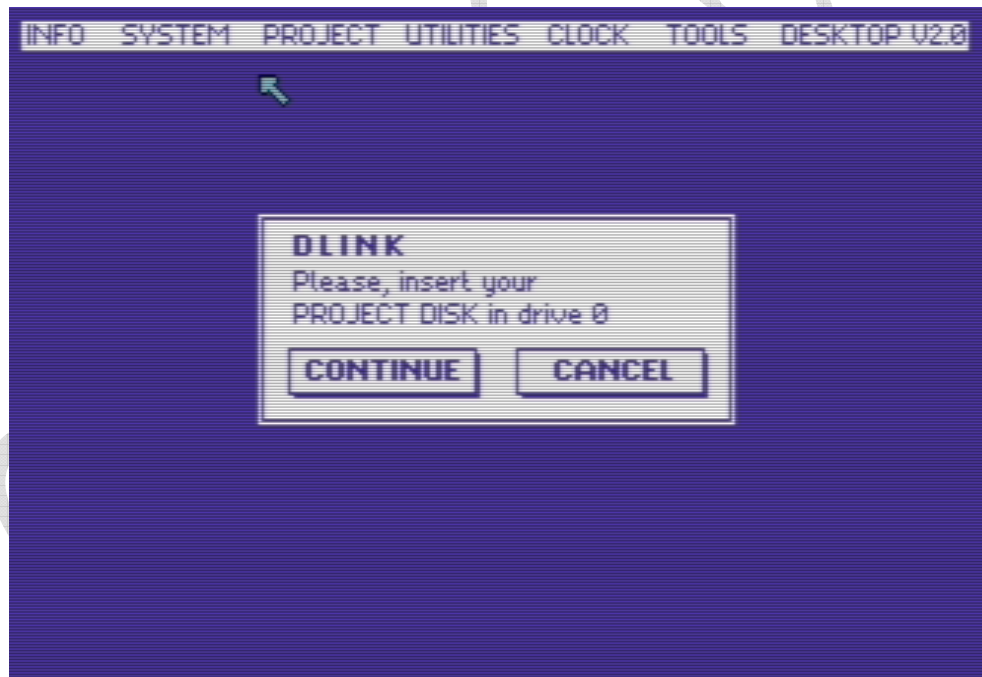 INFO SYSTEM PROJECT UTILITIES CLOCK TOOLS DESKTOP V2.0
DLINK
Please, insert your
PROJECT DISK in drive 0
CONTINUE CANCEL